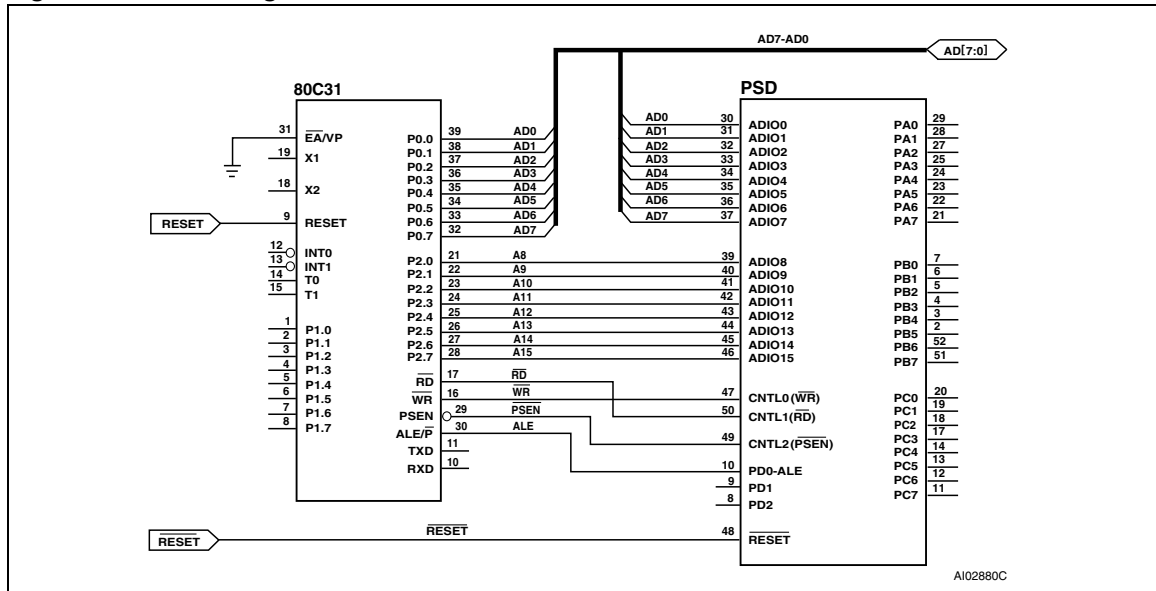 AD7-AD0
AD[7:0]
80C31
PSD
31 EA/VP
19 X1
18 X2
RESET
9 RESET
12 INT0
13 INT1
14 T0
15 T1
1 P1.0
2 P1.1
3 P1.2
4 P1.3
5 P1.4
6 P1.5
7 P1.6
8 P1.7
P0.0 39 AD0
P0.1 38 AD1
P0.2 37 AD2
P0.3 36 AD3
P0.4 35 AD4
P0.5 34 AD5
P0.6 33 AD6
P0.7 32 AD7
P2.0 21 A8
P2.1 22 A9
P2.2 23 A10
P2.3 24 A11
P2.4 25 A12
P2.5 26 A13
P2.6 27 A14
P2.7 28 A15
RD 17 RD
WR 16 WR
PSEN 29 PSEN
ALE/P 30 ALE
TXD 11
RXD 10
AD0 30 ADIO0
AD1 31 ADIO1
AD2 32 ADIO2
AD3 33 ADIO3
AD4 34 ADIO4
AD5 35 ADIO5
AD6 36 ADIO6
AD7 37 ADIO7
39 ADIO8
40 ADIO9
41 ADIO10
42 ADIO11
43 ADIO12
44 ADIO13
45 ADIO14
46 ADIO15
47 CNTL0(WR)
50 CNTL1(RD)
49 CNTL2(PSEN)
10 PD0-ALE
9 PD1
8 PD2
48 RESET
PA0 29
PA1 28
PA2 27
PA3 25
PA4 24
PA5 23
PA6 22
PA7 21
PB0 7
PB1 6
PB2 5
PB3 4
PB4 3
PB5 2
PB6 52
PB7 51
PC0 20
PC1 19
PC2 18
PC3 17
PC4 14
PC5 13
PC6 12
PC7 11
RESET
RESET
AI02880C